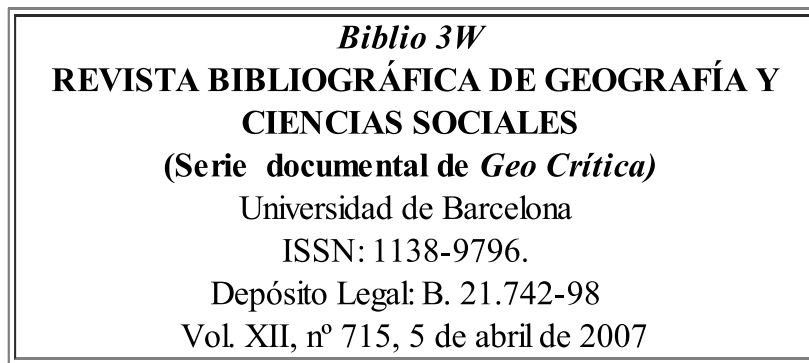 Biblio 3W
REVISTA BIBLIOGRÁFICA DE GEOGRAFÍA Y
CIENCIAS SOCIALES
(Serie documental de Geo Crítica)
Universidad de Barcelona
ISSN: 1138-9796.
Depósito Legal: B. 21.742-98
Vol. XII, nº 715, 5 de abril de 2007